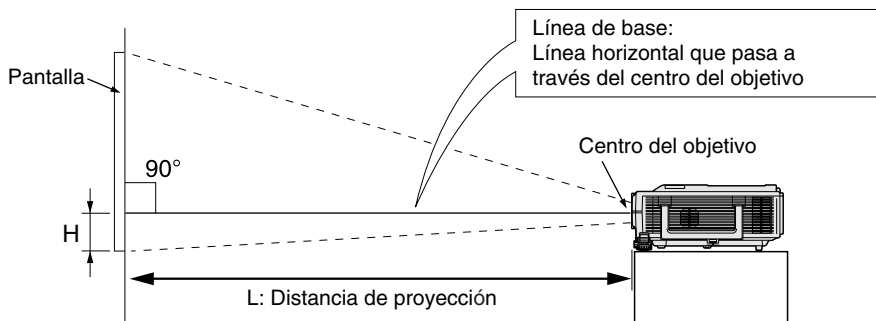 Línea de base:
Línea horizontal que pasa a
través del centro del objetivo
Pantalla
Centro del objetivo
90°
H
L: Distancia de proyección